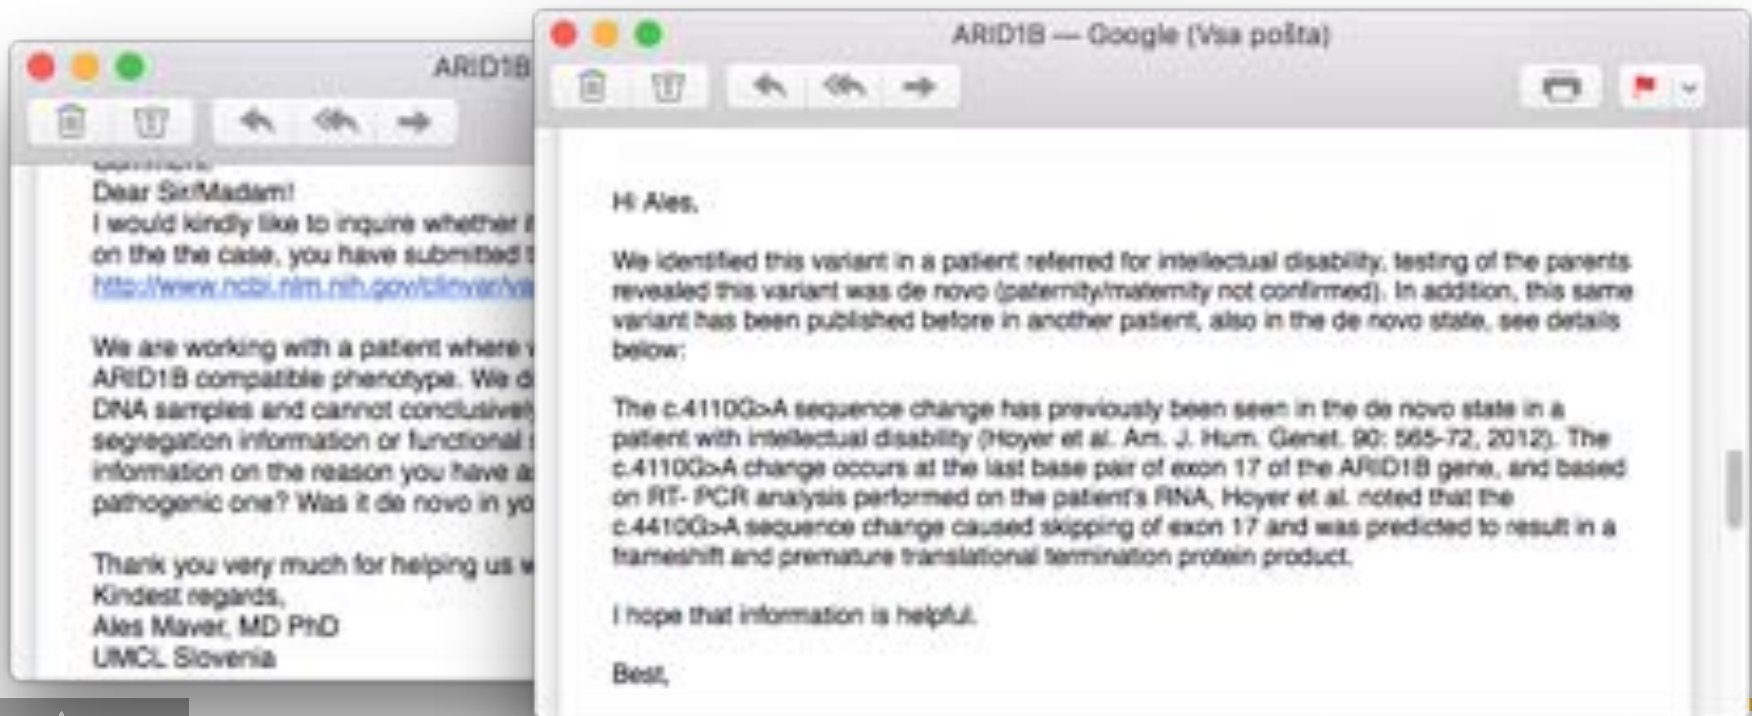 ARID1B
Dear Sir/Madam!
I would kindly like to inquire whether
on the the case, you have submitted
http://www.ncbi.nlm.nih.gov/clinvar/va
We are working with a patient where
ARID1B compatible phenotype. We d
DNA samples and cannot conclusively
segregation information or functional
information on the reason you have a
pathogenic one? Was it de novo in yo
Thank you very much for helping us w
Kindest regards,
Ales Maver, MD PhD
UMCL Slovenia
ARID1B — Google (Vsa pošta)
Hi Ales,
We identified this variant in a patient referred for intellectual disability, testing of the parents
revealed this variant was de novo (paternity/maternity not confirmed). In addition, this same
variant has been published before in another patient, also in the de novo state, see details
below:
The c.4110G>A sequence change has previously been seen in the de novo state in a
patient with intellectual disability (Hoyer et al. Am. J. Hum. Genet. 90: 565-72, 2012). The
c.4110G>A change occurs at the last base pair of exon 17 of the ARID1B gene, and based
on RT- PCR analysis performed on the patient's RNA, Hoyer et al. noted that the
c.4410G>A sequence change caused skipping of exon 17 and was predicted to result in a
frameshift and premature translational termination protein product.
I hope that information is helpful.
Best,